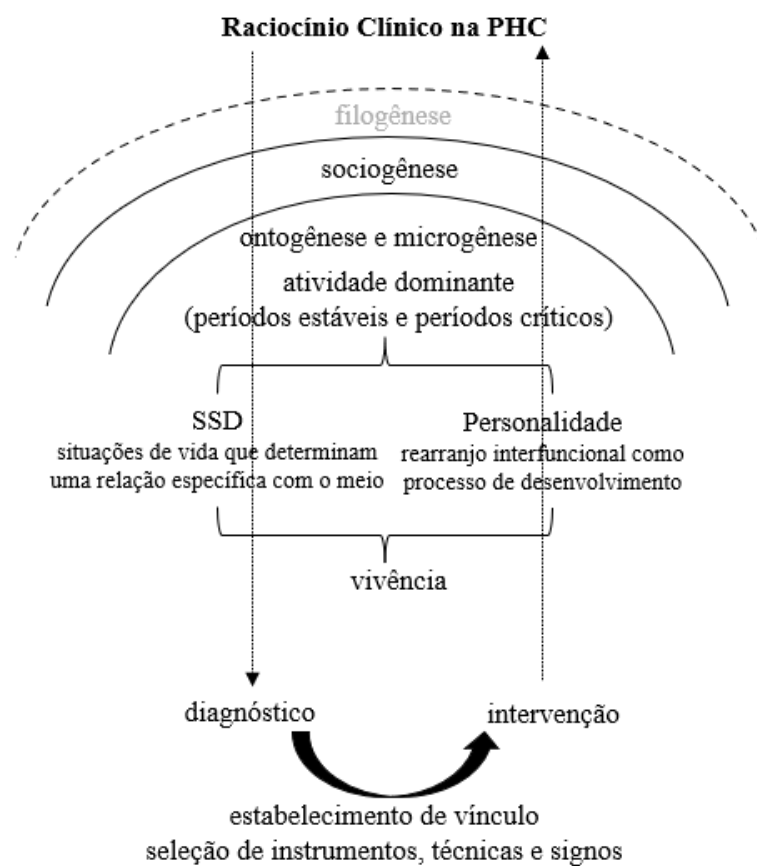 Raciocínio Clínico na PHC
filogênese
sociogênese
ontogênese e microgênese
atividade dominante
(períodos estáveis e períodos críticos)
SSD
situações de vida que determinam
uma relação específica com o meio
Personalidade
rearranjo interfuncional como
processo de desenvolvimento
vivência
diagnóstico
intervenção
estabelecimento de vínculo
seleção de instrumentos, técnicas e signos